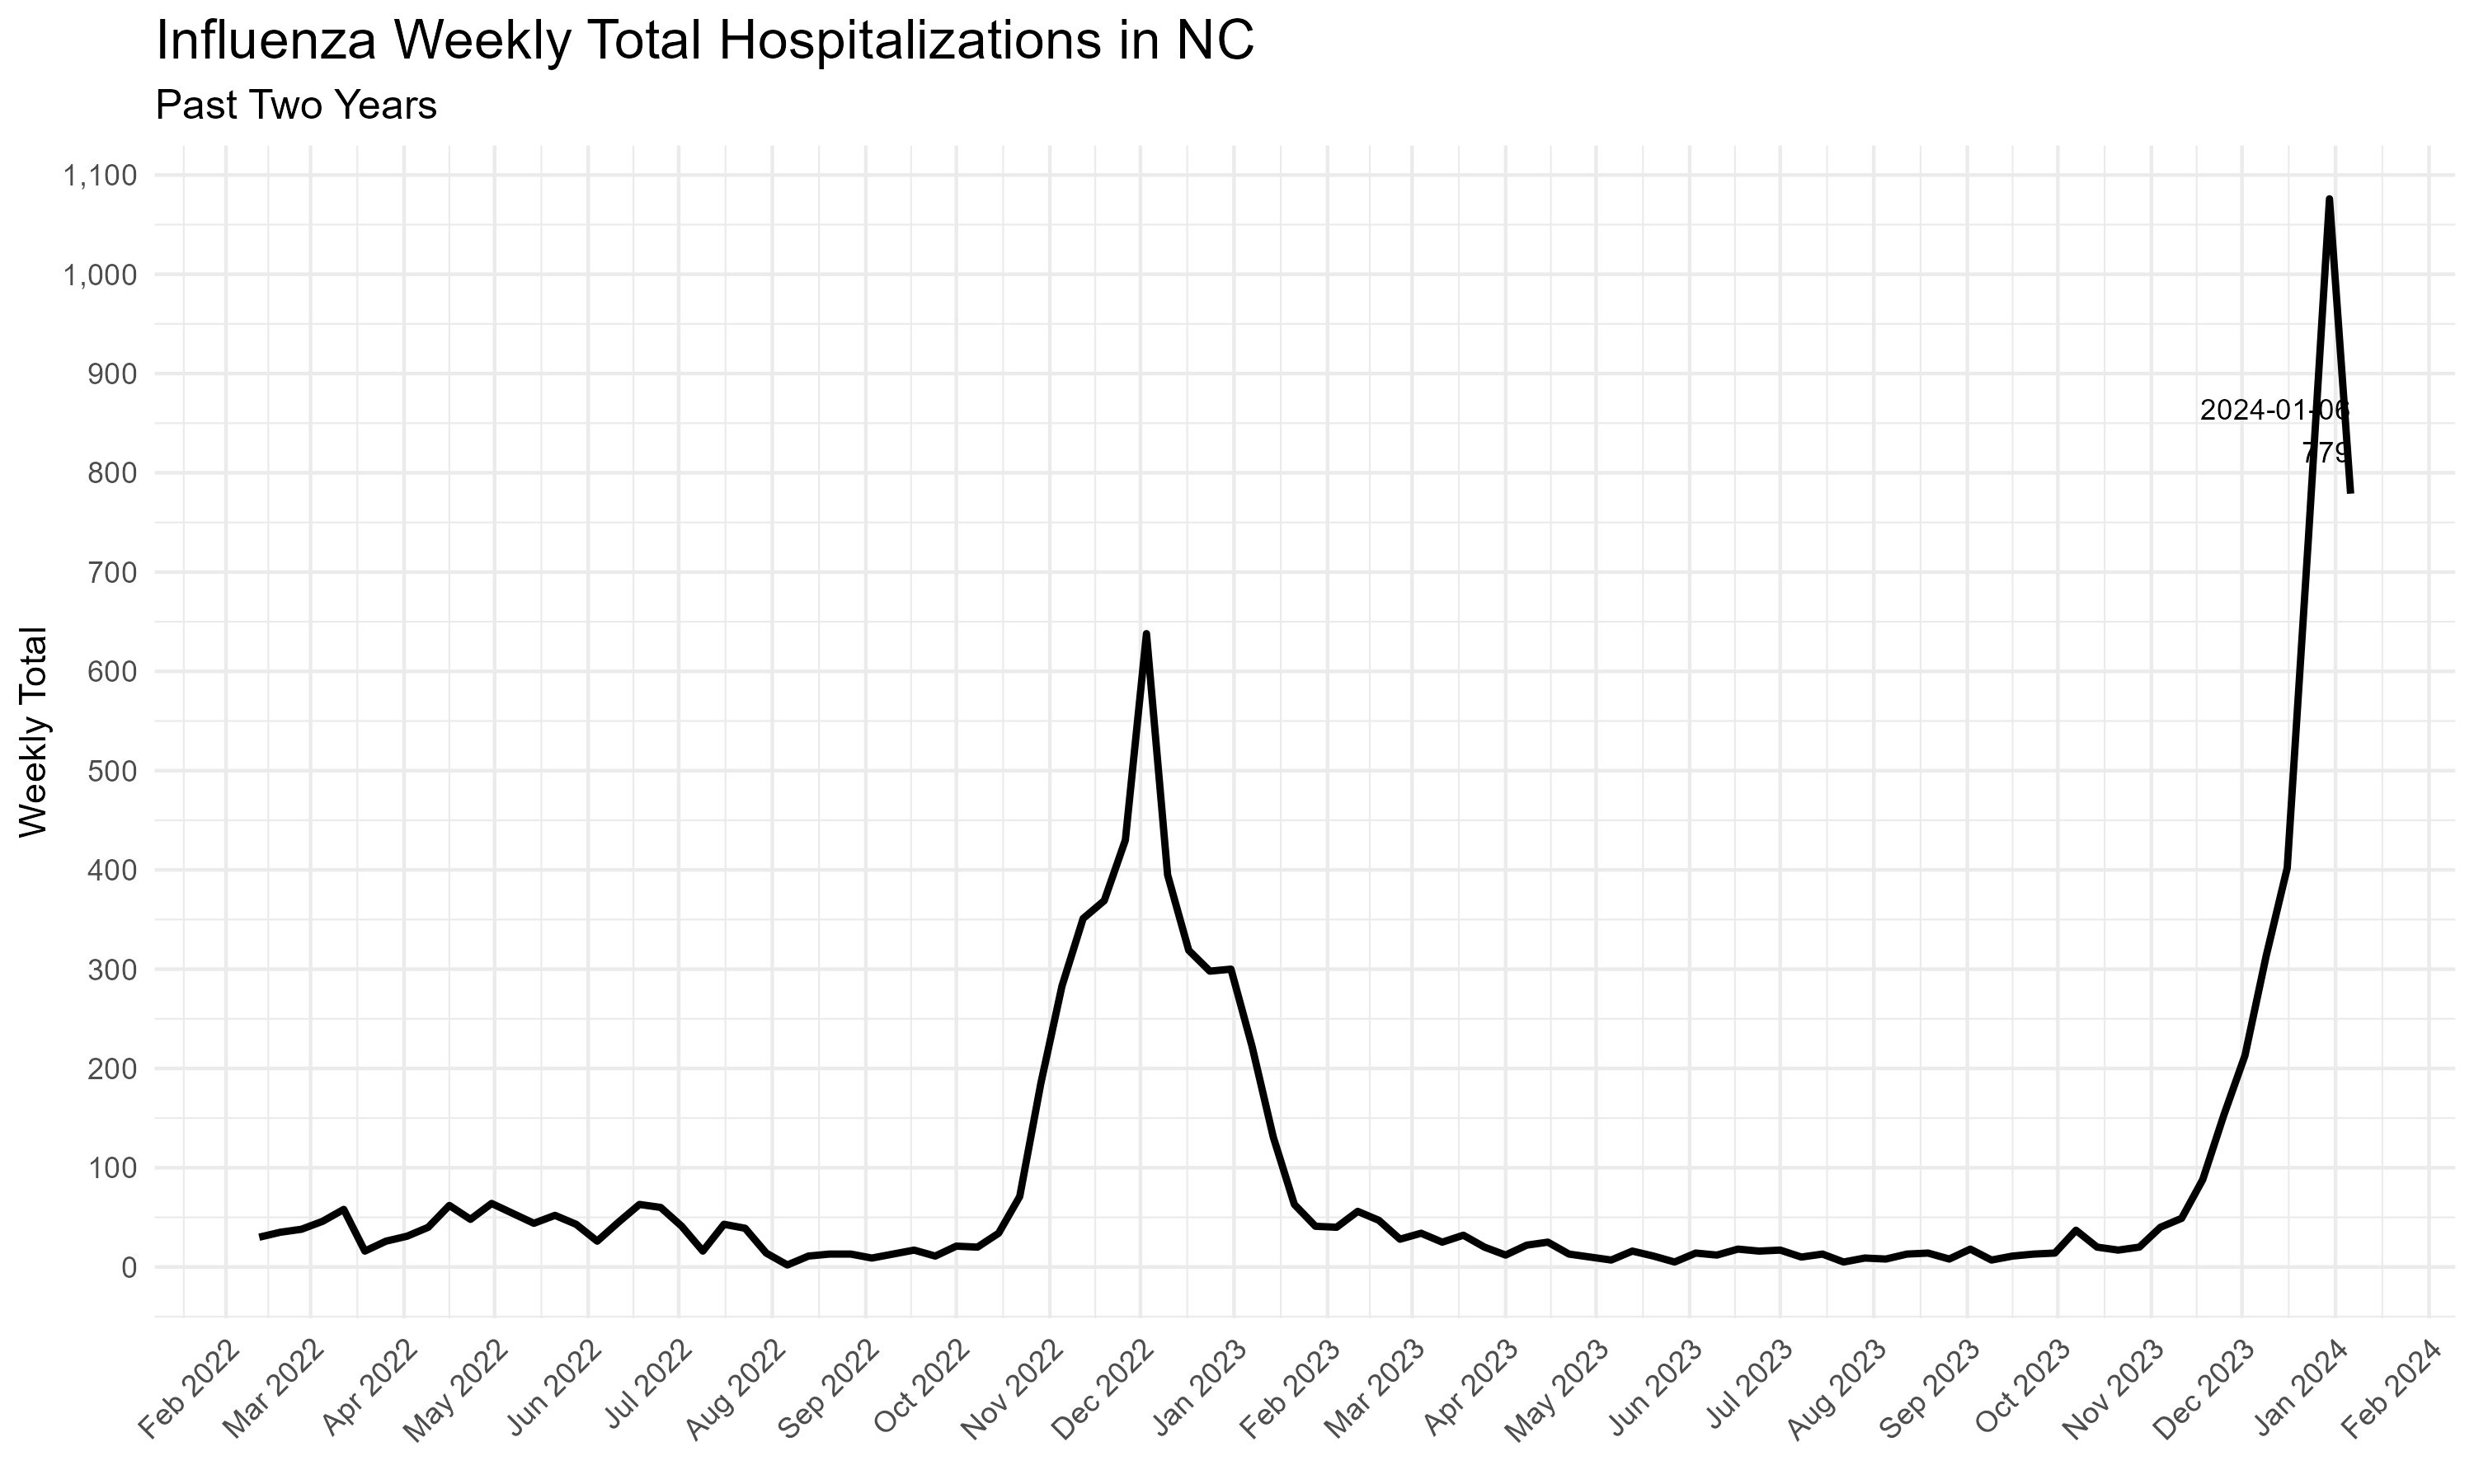 Influenza Weekly Total Hospitalizations in NC
Past Two Years
Weekly Total
1,100
1,000
900
800
700
600
500
400
300
200
100
0
2024-01-06
779
Feb 2022
Mar 2022
Apr 2022
May 2022
Jun 2022
Jul 2022
Aug 2022
Sep 2022
Oct 2022
Nov 2022
Dec 2022
Jan 2023
Feb 2023
Mar 2023
Apr 2023
May 2023
Jun 2023
Jul 2023
Aug 2023
Sep 2023
Oct 2023
Nov 2023
Dec 2023
Jan 2024
Feb 2024